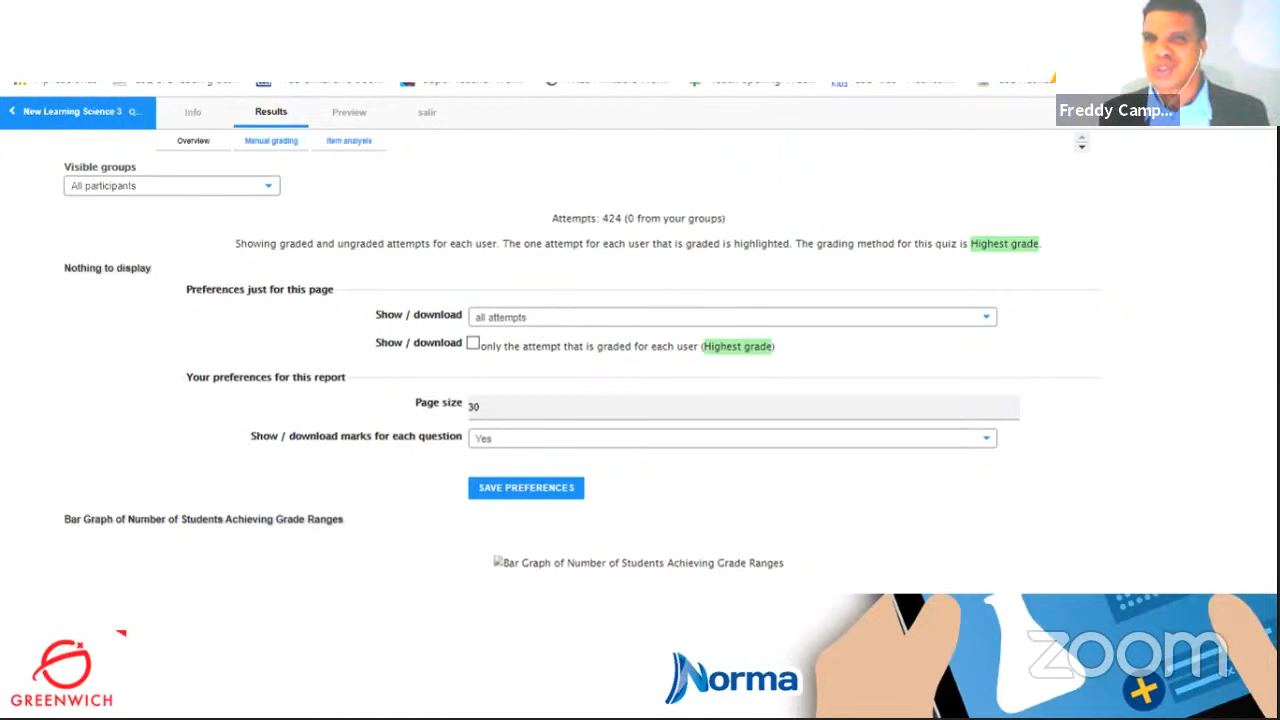 Freddy Camp...
New Learning Science 3 Q...
Info
Results
Preview
salir
Overview
Manual grading
Item analysis
Visible groups
All participants
Attempts: 424 (0 from your groups)
Showing graded and ungraded attempts for each user. The one attempt for each user that is graded is highlighted. The grading method for this quiz is Highest grade.
Nothing to display
Preferences just for this page
Show / download all attempts
Show / download only the attempt that is graded for each user (Highest grade)
Your preferences for this report
Page size 30
Show / download marks for each question Yes
SAVE PREFERENCES
Bar Graph of Number of Students Achieving Grade Ranges
Bar Graph of Number of Students Achieving Grade Ranges
GREENWICH
Norma
zoom